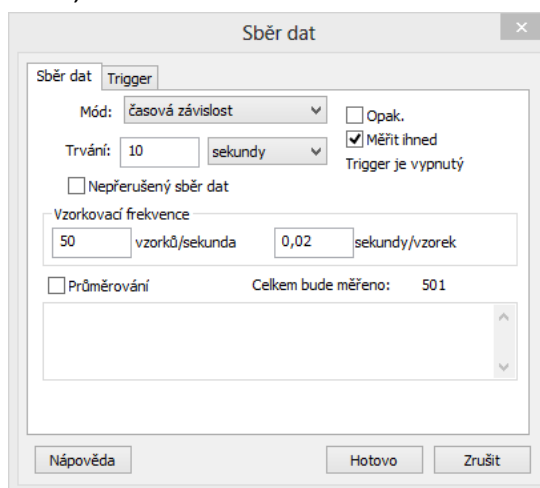 Sběr dat
Sběr dat Trigger
Mód: časová závislost Opak.
Měřit ihned
Trvání: 10 sekundy
Trigger je vypnutý
Nepřerušený sběr dat
Vzorkovací frekvence
50 vzorků/sekunda 0,02 sekundy/vzorek
Průměrování Celkem bude měřeno: 501
Nápověda Hotovo Zrušit